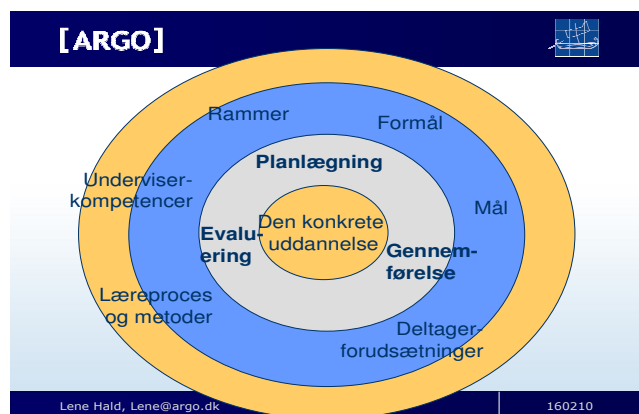 [ARGO]
Rammer
Formål
Planlægning
Underviser-
kompetencer
Mål
Den konkrete
uddannelse
Evalu-
ering
Gennem-
førelse
Læreproces
og metoder
Deltager-
forudsætninger
Lene Hald, Lene@argo.dk
160210